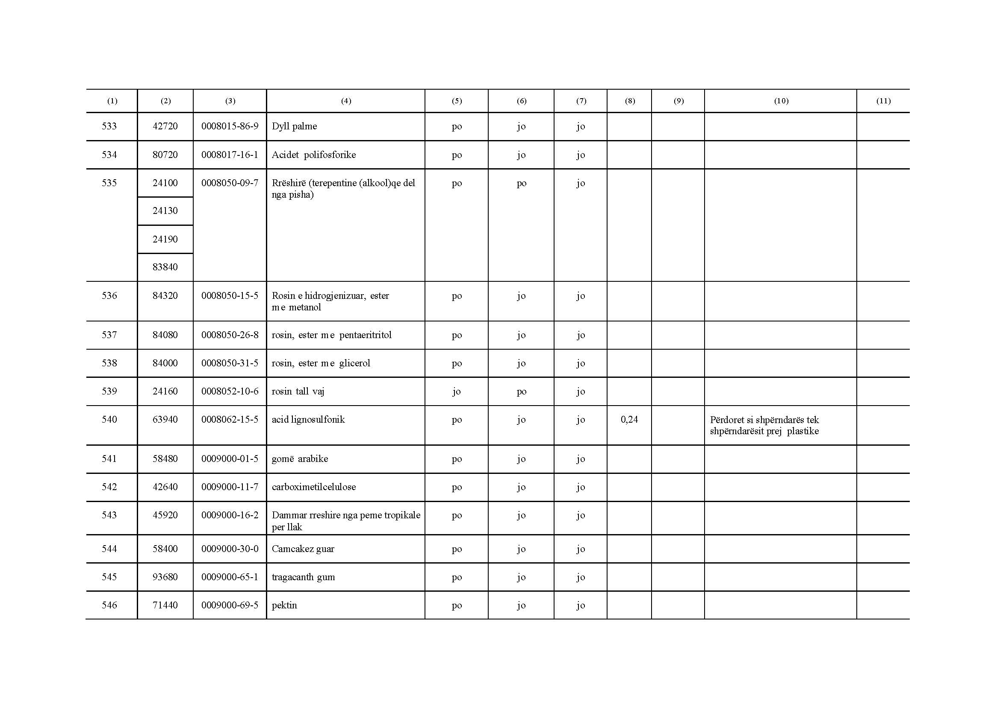 (1) (2) (3) (4) (5) (6) (7) (8) (9) (10) (11)
533 42720 0008015-86-9 Dyll palme po jo jo
534 80720 0008017-16-1 Acidet polifosforike po jo jo
535 24100 0008050-09-7 Rrëshirë (terepentine (alkool)qe del po po jo
nga pisha)
24130
24190
83840
536 84320 0008050-15-5 Rosin e hidrogjenizuar, ester po jo jo
me metanol
537 84080 0008050-26-8 rosin, ester me pentaeritritol po jo jo
538 84000 0008050-31-5 rosin, ester me glicerol po jo jo
539 24160 0008052-10-6 rosin tall vaj jo po jo
540 63940 0008062-15-5 acid lignosulfonik po jo jo 0,24 Përdoret si shpërndarës tek
shpërndarësit prej plastike
541 58480 0009000-01-5 gomë arabike po jo jo
542 42640 0009000-11-7 carboximetilcelulose po jo jo
543 45920 0009000-16-2 Dammar rreshire nga peme tropikale po jo jo
per llak
544 58400 0009000-30-0 Camcakez guar po jo jo
545 93680 0009000-65-1 tragacanth gum po jo jo
546 71440 0009000-69-5 pektin po jo jo